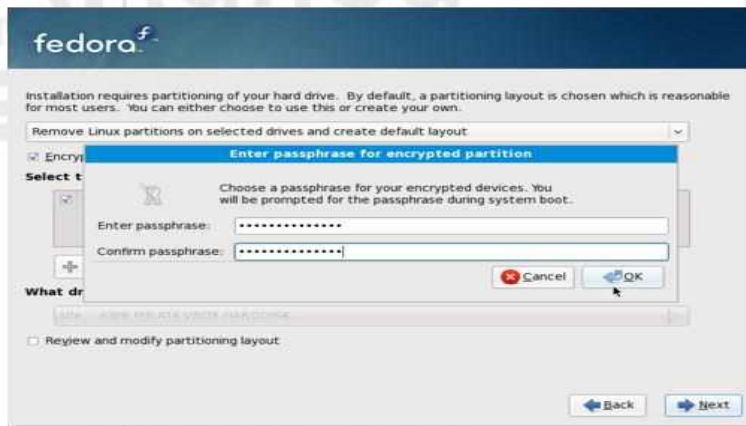 fedora
Installation requires partitioning of your hard drive. By default, a partitioning layout is chosen which is reasonable
for most users. You can either choose to use this or create your own.
Remove Linux partitions on selected drives and create default layout
Encryp
Enter passphrase for encrypted partition
Select t
Choose a passphrase for your encrypted devices. You
will be prompted for the passphrase during system boot.
Enter passphrase:
Confirm passphrase:
Cancel
OK
What dr
Review and modify partitioning layout
Back
Next